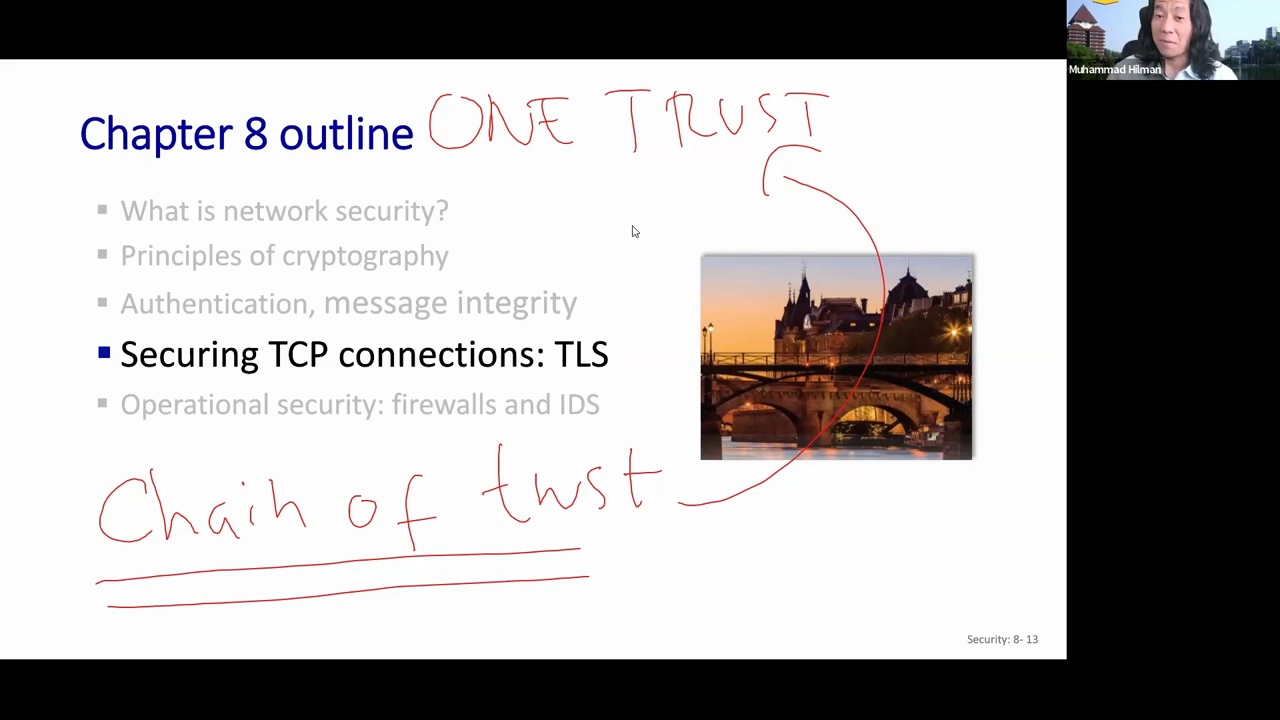 Muhammad Hilman
Chapter 8 outline ONE TRUST
▪ What is network security?
▪ Principles of cryptography
▪ Authentication, message integrity
▪ Securing TCP connections: TLS
▪ Operational security: firewalls and IDS
Chain of trust
Security: 8- 13